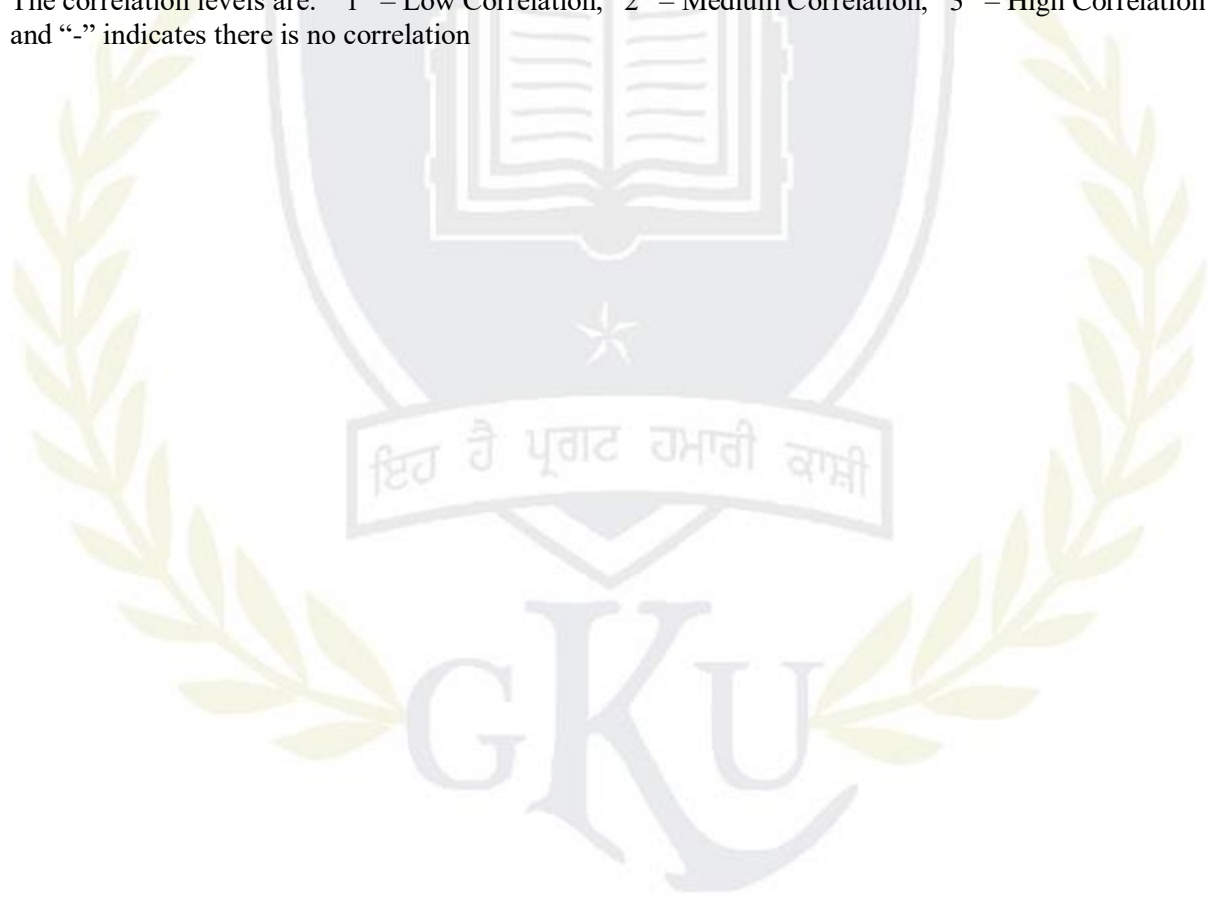 The correlation levels are: “1” – Low Correlation, “2” – Medium Correlation, “3” – High Correlation
and “-” indicates there is no correlation
ਇਹ ਹੈ ਪ੍ਰਗਟ ਹਮਾਰੀ ਕਾਸ਼ੀ
GKU